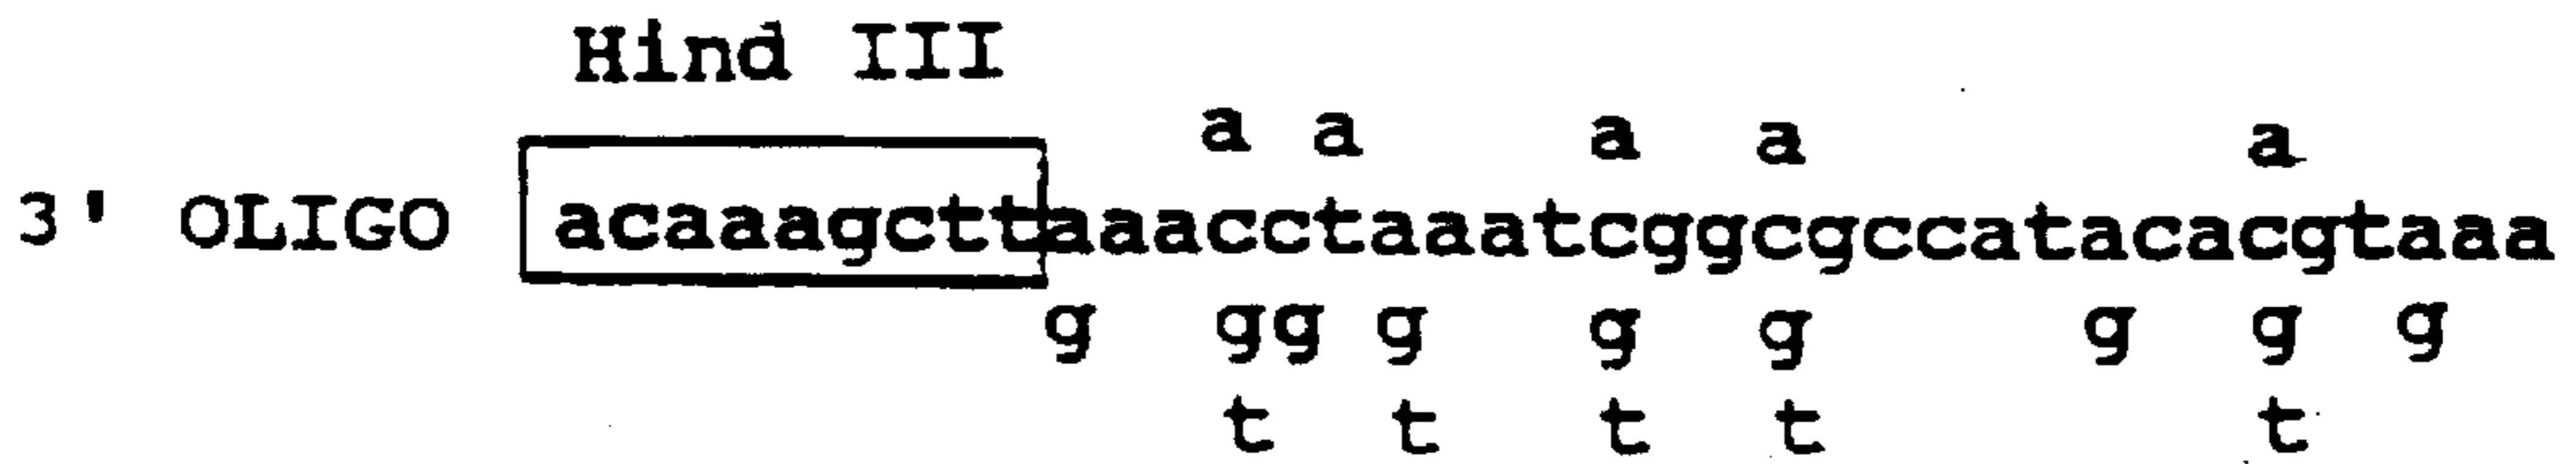 Hind III
a a a a a
3' OLIGO acaaagcttaaacctaaatcggcgccatacacgtaaa
g gg g g g g g g
t t t t t